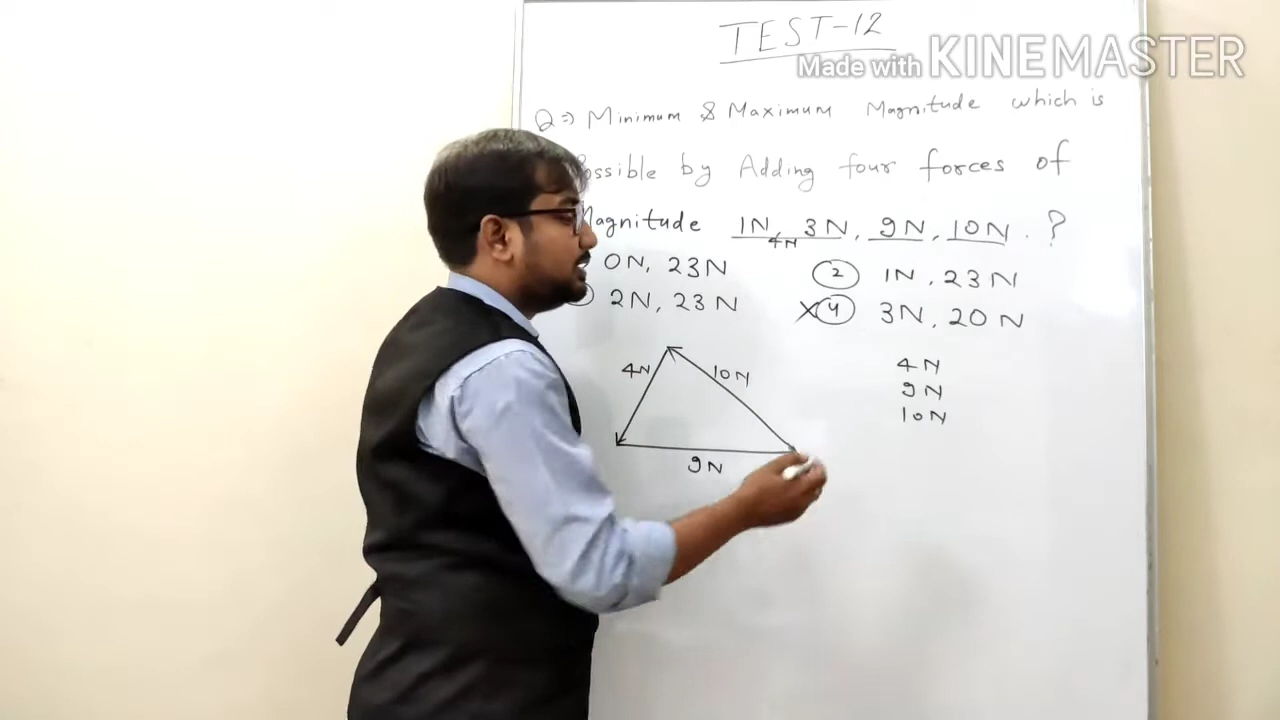 TEST-12
Made with KINEMASTER
Q⇒ Minimum & Maximum Magnitude which is
Possible by Adding four forces of
Magnitude 1N, 3N, 9N, 10N. ?
4N
0N, 23N
2 1N, 23N
2N, 23N
X 4 3N, 20N
4N
9N
10N
4N
10N
9N